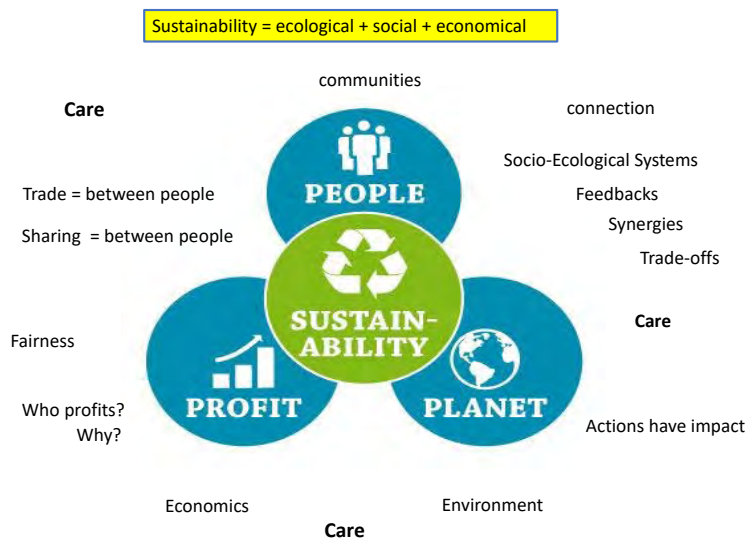 Sustainability = ecological + social + economical
communities
Care
connection
PEOPLE
Socio-Ecological Systems
Trade = between people
Feedbacks
Synergies
Sharing = between people
Trade-offs
SUSTAIN-
ABILITY
Care
Fairness
PROFIT
PLANET
Who profits?
Why?
Actions have impact
Economics
Environment
Care